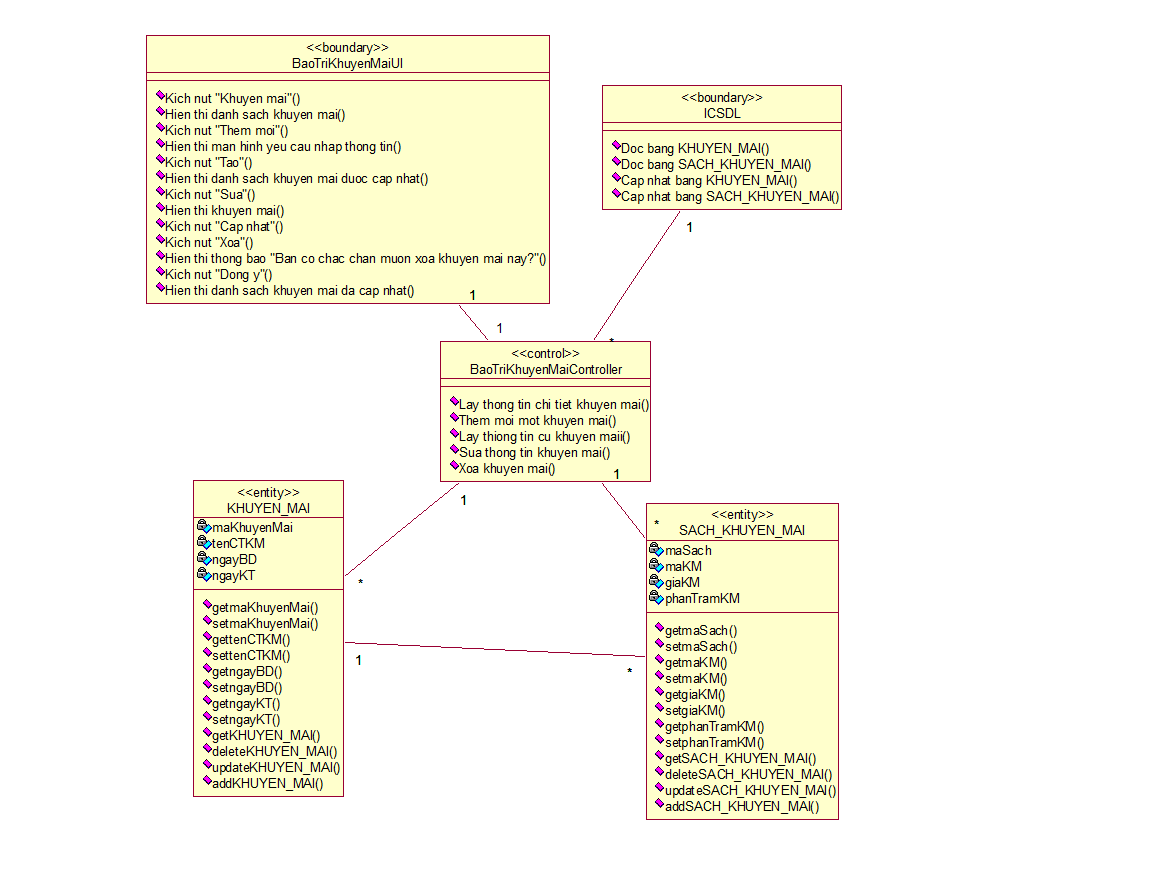 <<boundary>>
BaoTriKhuyenMaiUI
Kich nut "Khuyen mai"()
Hien thi danh sach khuyen mai()
Kich nut "Them moi"()
Hien thi man hinh yeu cau nhap thong tin()
Kich nut "Tao"()
Hien thi danh sach khuyen mai duoc cap nhat()
Kich nut "Sua"()
Hien thi khuyen mai()
Kich nut "Cap nhat"()
Kich nut "Xoa"()
Hien thi thong bao "Ban co chac chan muon xoa khuyen mai nay?"()
Kich nut "Dong y"()
Hien thi danh sach khuyen mai da cap nhat()
1
<<boundary>>
ICSDL
Doc bang KHUYEN_MAI()
Doc bang SACH_KHUYEN_MAI()
Cap nhat bang KHUYEN_MAI()
Cap nhat bang SACH_KHUYEN_MAI()
1
1
*
<<control>>
BaoTriKhuyenMaiController
Lay thong tin chi tiet khuyen mai()
Them moi mot khuyen mai()
Lay thiong tin cu khuyen maii()
Sua thong tin khuyen mai()
Xoa khuyen mai()
1
1
*
*
<<entity>>
KHUYEN_MAI
maKhuyenMai
tenCTKM
ngayBD
ngayKT
getmaKhuyenMai()
setmaKhuyenMai()
gettenCTKM()
settenCTKM()
getngayBD()
setngayBD()
getngayKT()
setngayKT()
getKHUYEN_MAI()
deleteKHUYEN_MAI()
updateKHUYEN_MAI()
addKHUYEN_MAI()
1
*
<<entity>>
SACH_KHUYEN_MAI
maSach
maKM
giaKM
phanTramKM
getmaSach()
setmaSach()
getmaKM()
setmaKM()
getgiaKM()
setgiaKM()
getphanTramKM()
setphanTramKM()
getSACH_KHUYEN_MAI()
deleteSACH_KHUYEN_MAI()
updateSACH_KHUYEN_MAI()
addSACH_KHUYEN_MAI()